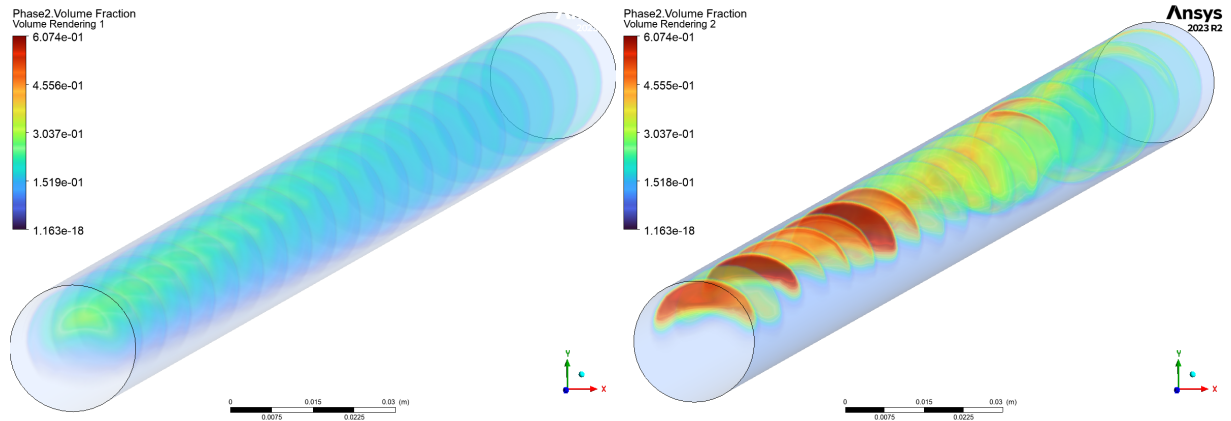 Phase2.Volume Fraction
Volume Rendering 1
6.074e-01
4.556e-01
3.037e-01
1.519e-01
1.163e-18
0 0.015 0.03 (m)
0.0075 0.0225
Y
X
Phase2.Volume Fraction
Volume Rendering 2
6.074e-01
4.555e-01
3.037e-01
1.518e-01
1.163e-18
Ansys
2023 R2
0 0.015 0.03 (m)
0.0075 0.0225
Y
X